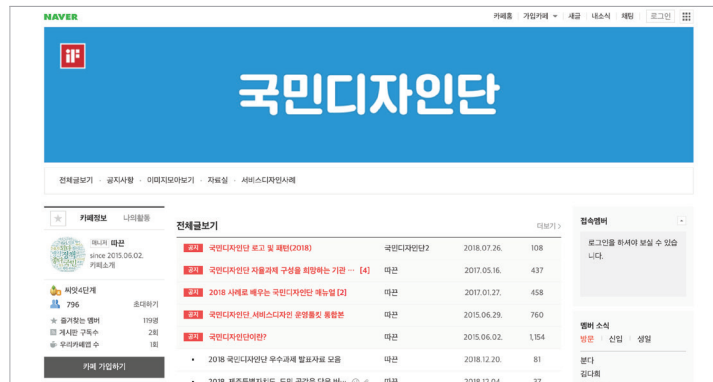 NAVER
카페홈 가입카페 새글 내소식 채팅 로그인
iF
국민디자인단
전체글보기 공지사항 이미지모아보기 자료실 서비스디자인사례
카페정보 나의활동
매니저 따끈
since 2015.06.02.
카페소개
씨앗4단계
796 초대하기
즐겨찾는 멤버 119명
게시판 구독수 2회
우리카페앱 수 1회
카페 가입하기
전체글보기 더보기
공지 국민디자인단 로고 및 패턴(2018) 국민디자인단2 2018.07.26. 108
공지 국민디자인단 자율과제 구성을 희망하는 기관 … [4] 따끈 2017.05.16. 437
공지 2018 사례로 배우는 국민디자인단 매뉴얼 [2] 따끈 2017.01.27. 458
공지 국민디자인단_서비스디자인 운영툴킷 통합본 따끈 2015.06.29. 760
공지 국민디자인단이란? 따끈 2015.06.02. 1,154
2018 국민디자인단 우수과제 발표자료 모음 따끈 2018.12.20. 81
접속멤버
로그인을 하셔야 보실 수 있습
니다.
멤버 소식
방문 신입 생일
분다
김다희